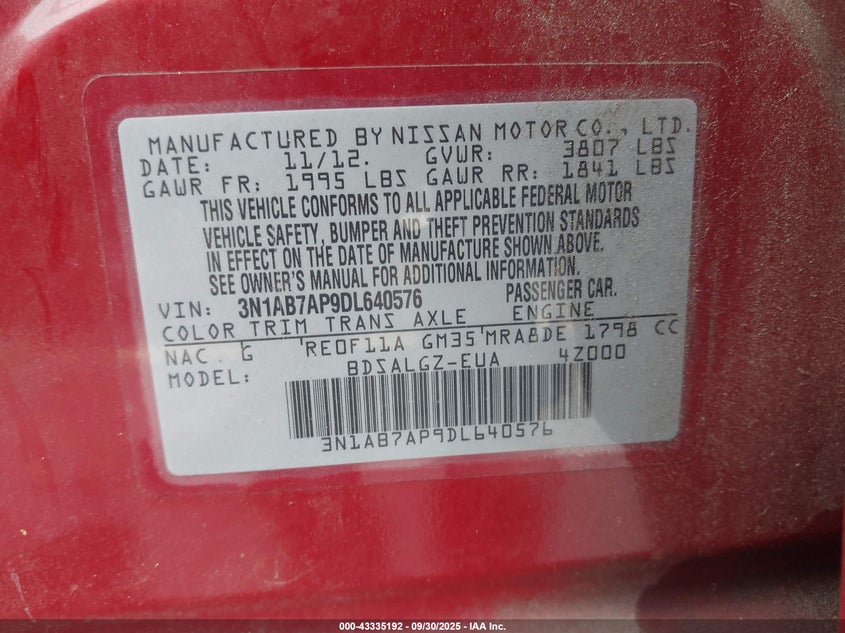 MANUFACTURED BY NISSAN MOTOR CO., LTD.
DATE: 11/12. GVWR: 3807 LBS
GAWR FR: 1995 LBS GAWR RR: 1841 LBS
THIS VEHICLE CONFORMS TO ALL APPLICABLE FEDERAL MOTOR
VEHICLE SAFETY, BUMPER AND THEFT PREVENTION STANDARDS
IN EFFECT ON THE DATE OF MANUFACTURE SHOWN ABOVE.
SEE OWNER'S MANUAL FOR ADDITIONAL INFORMATION.
VIN: 3N1AB7AP9DL640576 PASSENGER CAR.
COLOR TRIM TRANS AXLE ENGINE
NAC G RE0F11A GM35 MRA8DE 1798 CC
MODEL: BDSALGZ-EUA 4Z000
3N1AB7AP9DL640576
000-43335192 - 09/30/2025 - IAA Inc.